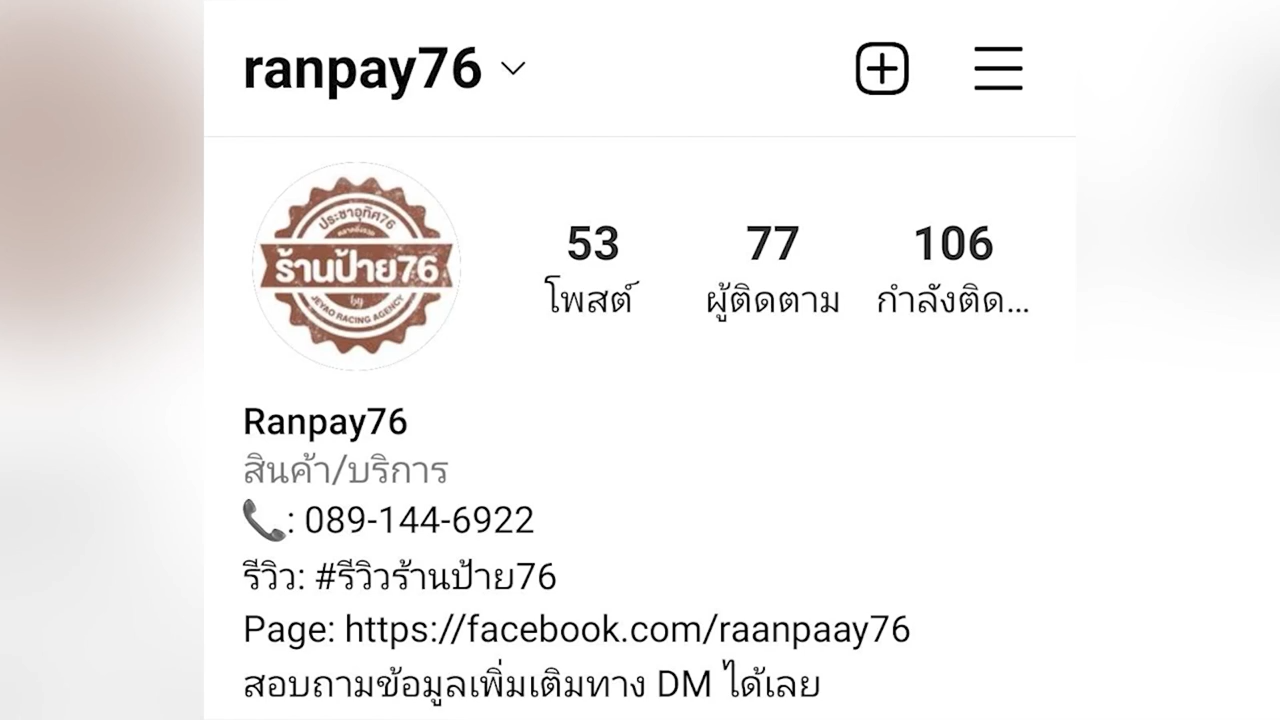 ranpay76
ประชาอุทิศ76
ร้านป้าย76
by
JEYAO RACING AGENCY
53
77
106
โพสต์
ผู้ติดตาม
กำลังติด...
Ranpay76
สินค้า/บริการ
📞: 089-144-6922
รีวิว: #รีวิวร้านป้าย76
Page: https://facebook.com/raanpaay76
สอบถามข้อมูลเพิ่มเติมทาง DM ได้เลย